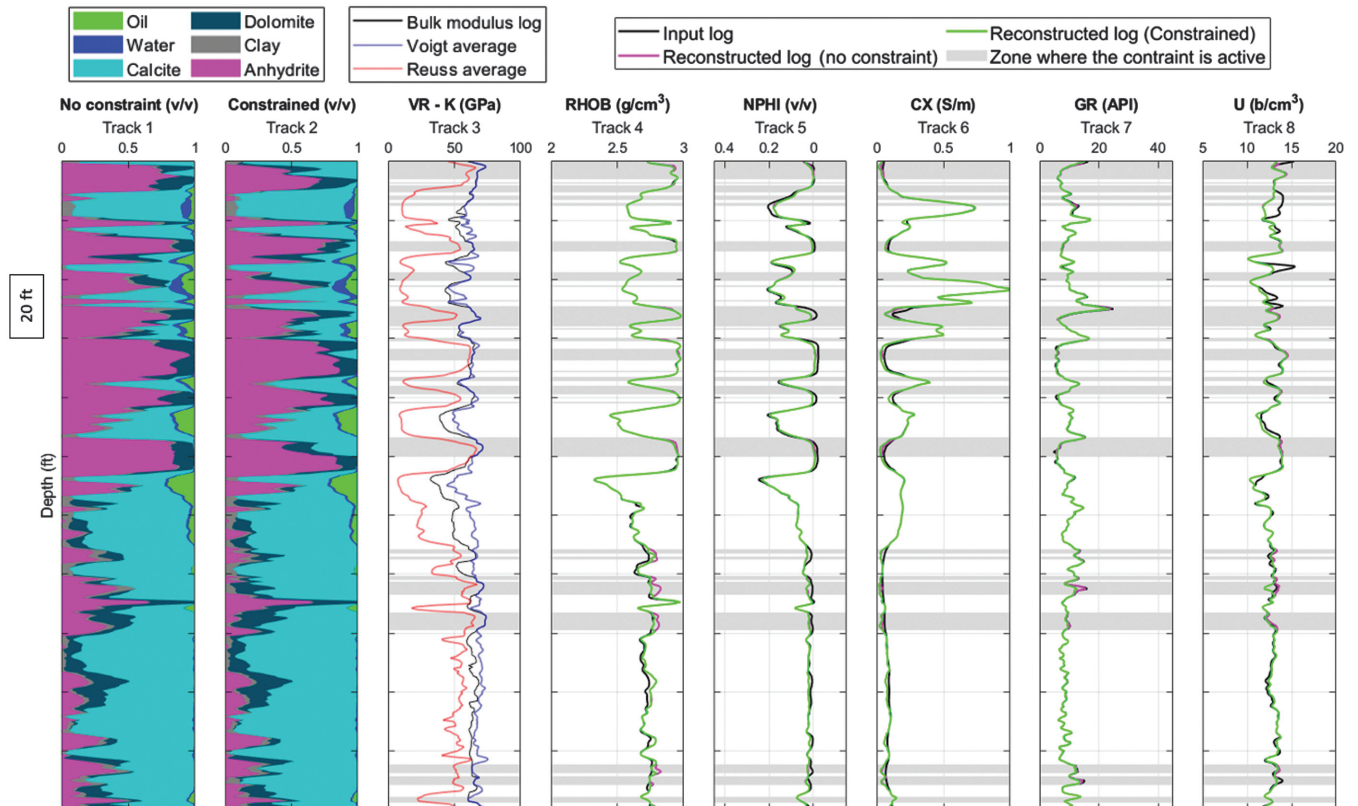 Oil
Dolomite
Water
Clay
Calcite
Anhydrite
Bulk modulus log
Voigt average
Reuss average
Input log
Reconstructed log (Constrained)
Reconstructed log (no constraint)
Zone where the contraint is active
No constraint (v/v)
Constrained (v/v)
VR - K (GPa)
RHOB (g/cm³)
NPHI (v/v)
CX (S/m)
GR (API)
U (b/cm³)
Track 1
Track 2
Track 3
Track 4
Track 5
Track 6
Track 7
Track 8
0 0.5 1
0 0.5 1
0 50 100
2 2.5 3
0.4 0.2 0
0 0.5 1
0 20 40
5 10 15 20
20 ft
Depth (ft)